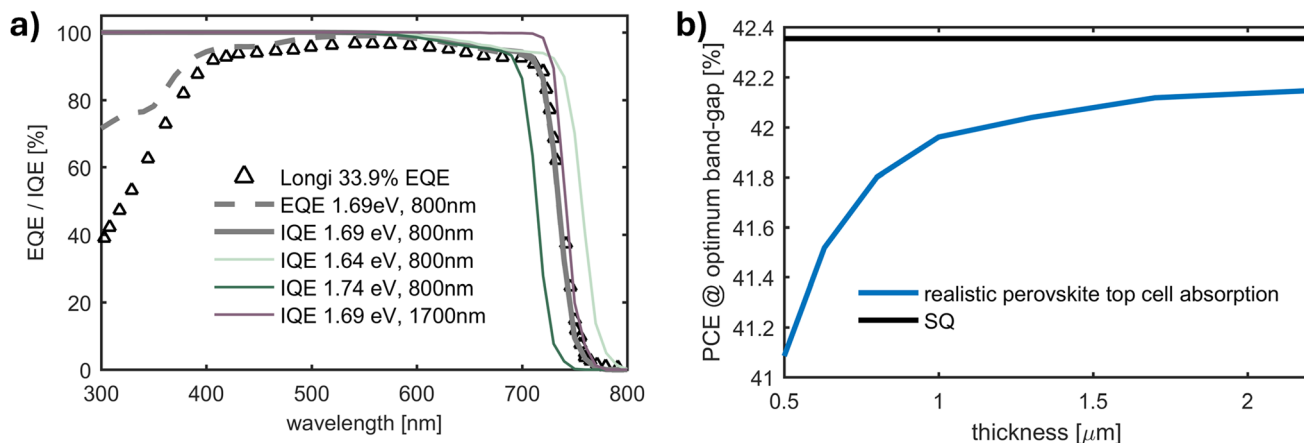 a)
EQE / IQE [%]
100
80
60
40
20
0
Longi 33.9% EQE
EQE 1.69eV, 800nm
IQE 1.69 eV, 800nm
IQE 1.64 eV, 800nm
IQE 1.74 eV, 800nm
IQE 1.69 eV, 1700nm
300 400 500 600 700 800
wavelength [nm]
b)
PCE @ optimum band-gap [%]
42.4
42.2
42
41.8
41.6
41.4
41.2
41
realistic perovskite top cell absorption
SQ
0.5 1 1.5 2
thickness [μm]